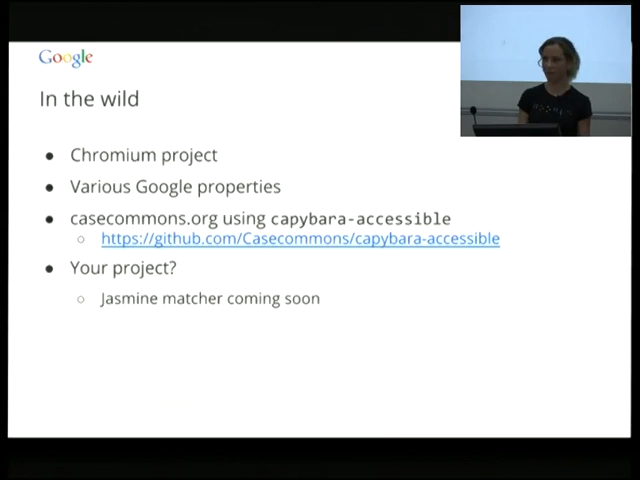 Google
In the wild
Chromium project
Various Google properties
casecommons.org using capybara-accessible
https://github.com/Casecommons/capybara-accessible
Your project?
Jasmine matcher coming soon